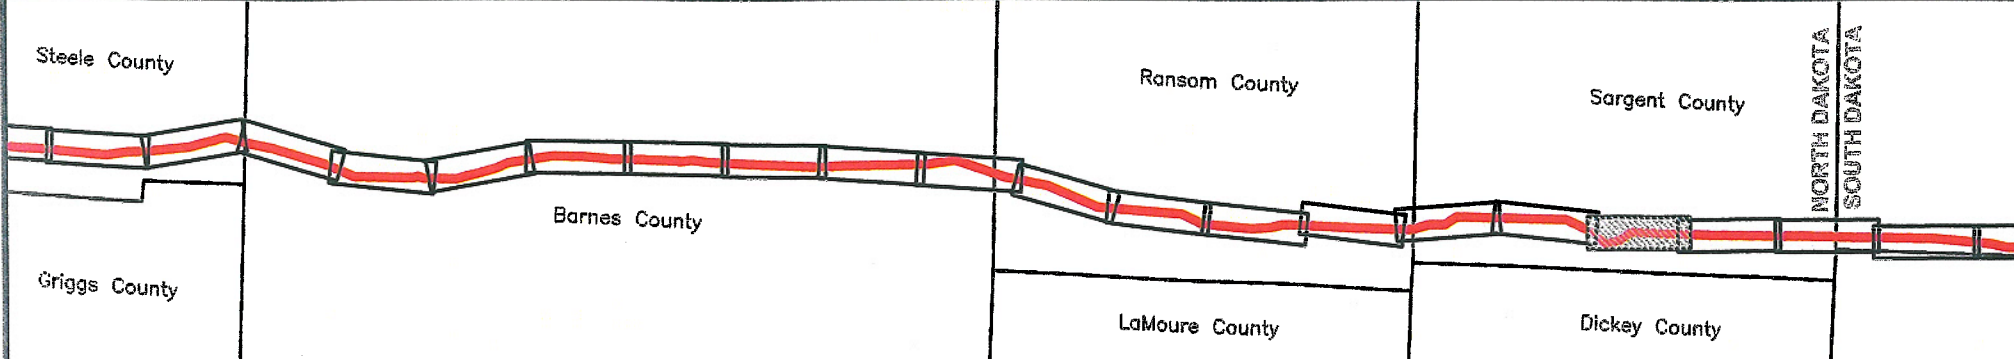 Steele County
Ransom County
Sargent County
NORTH DAKOTA
SOUTH DAKOTA
Barnes County
Griggs County
LaMoure County
Dickey County